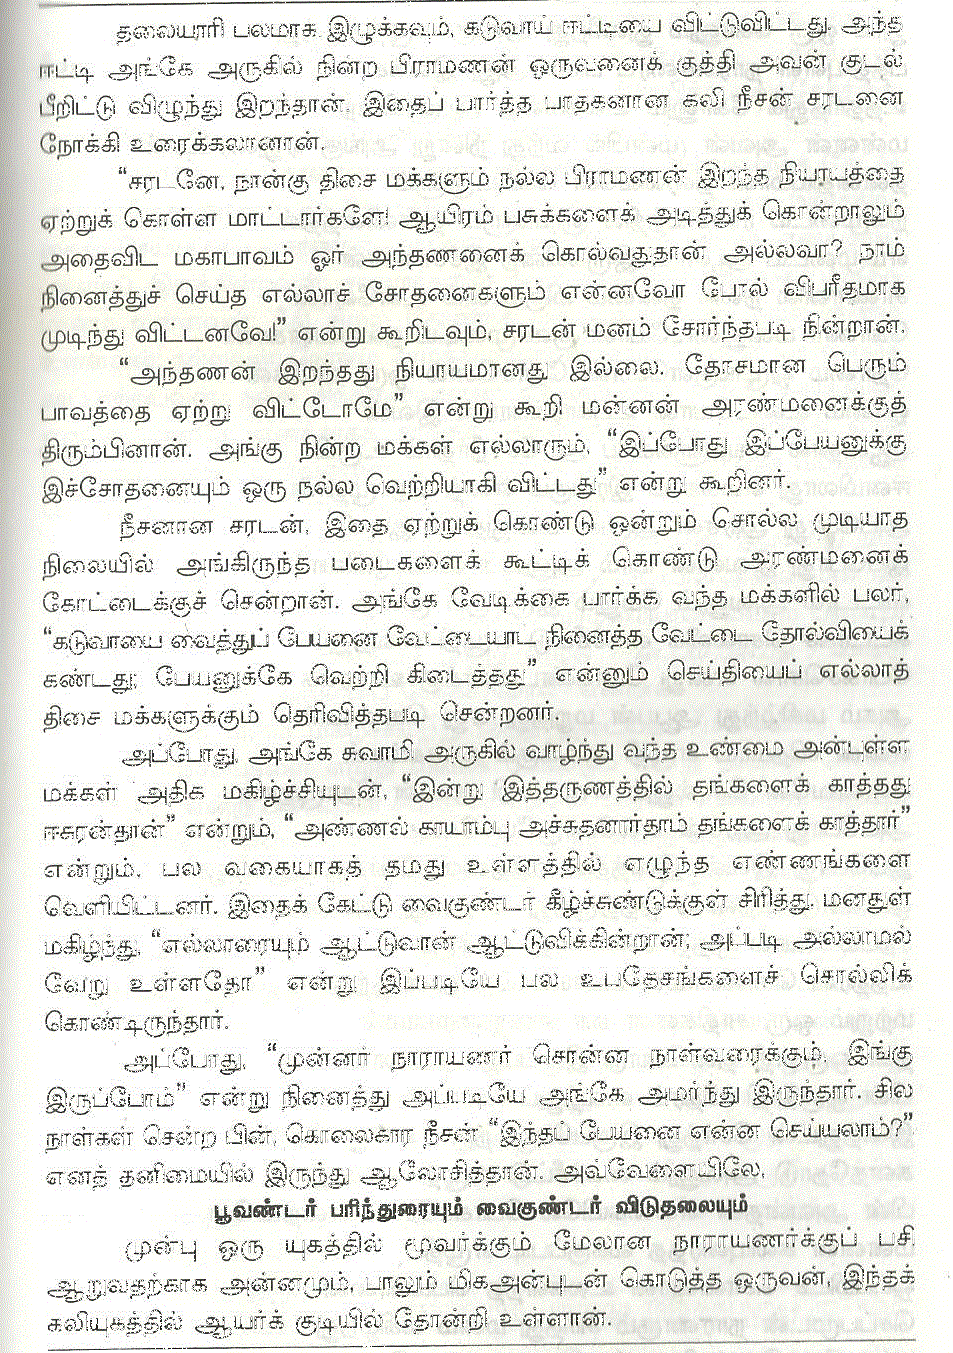 தலையாரி பலமாக இழுக்கவும், கடுவாய் ஈட்டியை விட்டுவிட்டது. அந்த
ஈட்டி அங்கே அருகில் நின்ற பிராமணன் ஒருவனைக் குத்தி அவன் குடல்
பீறிட்டு விழுந்து இறந்தான். இதைப் பார்த்த பாதகனான கலி நீசன் சரடனை
நோக்கி உரைக்கலானான்.
“சரடனே, நான்கு திசை மக்களும் நல்ல பிராமணன் இறந்த நியாயத்தை
ஏற்றுக் கொள்ள மாட்டார்களே! ஆயிரம் பசுக்களைக் அடித்துக் கொன்றாலும்
அதைவிட மகாபாவம் ஓர் அந்தணனைக் கொல்வதுதான் அல்லவா? நாம்
நினைத்துச் செய்த எல்லாச் சோதனைகளும் என்னவோ போல் விபரீதமாக
முடிந்து விட்டனவே!” என்று கூறிடவும், சரடன் மனம் சோர்ந்தபடி நின்றான்.
“அந்தணன் இறந்தது நியாயமானது இல்லை. தோசமான பெரும்
பாவத்தை ஏற்று விட்டோமே” என்று கூறி மன்னன் அரண்மனைக்குத்
திரும்பினான். அங்கு நின்ற மக்கள் எல்லாரும், “இப்போது இப்பேயனுக்கு
இச்சோதனையும் ஒரு நல்ல வெற்றியாகி விட்டது” என்று கூறினர்.
நீசனான சரடன், இதை ஏற்றுக் கொண்டு ஒன்றும் சொல்ல முடியாத
நிலையில் அங்கிருந்த படைகளைக் கூட்டிக் கொண்டு அரண்மனைக்
கோட்டைக்குச் சென்றான். அங்கே வேடிக்கை பார்க்க வந்த மக்களில் பலர்,
“கடுவாயை வைத்துப் பேயனை வேட்டையாட நினைத்த வேட்டை தோல்வியைக்
கண்டது; பேயனுக்கே வெற்றி கிடைத்தது” என்னும் செய்தியைப் எல்லாத்
திசை மக்களுக்கும் தெரிவித்தபடி சென்றனர்.
அப்போது, அங்கே சுவாமி அருகில் வாழ்ந்து வந்த உண்மை அன்புள்ள
மக்கள் அதிக மகிழ்ச்சியுடன், “இன்று இத்தருணத்தில் தங்களைக் காத்தது
ஈசுரன்தான்” என்றும், “அண்ணல் காயாம்பு அச்சுதனார்தாம் தங்களைக் காத்தார்”
என்றும், பல வகையாகத் தமது உள்ளத்தில் எழுந்த எண்ணங்களை
வெளியிட்டனர். இதைக் கேட்டு வைகுண்டர் கீழ்ச்சுண்டுக்குள் சிரித்து, மனதுள்
மகிழ்ந்து, “எல்லாரையும் ஆட்டுவான் ஆட்டுவிக்கின்றான்; அப்படி அல்லாமல்
வேறு உள்ளதோ” என்று இப்படியே பல உபதேசங்களைச் சொல்லிக்
கொண்டிருந்தார்.
அப்போது, “முன்னர் நாராயணர் சொன்ன நாள்வரைக்கும், இங்கு
இருப்போம்” என்று நினைத்து அப்படியே அங்கே அமர்ந்து இருந்தார். சில
நாள்கள் சென்ற பின், கொலைகார நீசன் “இந்தப் பேயனை என்ன செய்யலாம்?”
எனத் தனிமையில் இருந்து ஆலோசித்தான். அவ்வேளையிலே,
பூவண்டர் பரிந்துரையும் வைகுண்டர் விடுதலையும்
முன்பு ஒரு யுகத்தில் மூவர்க்கும் மேலான நாராயணர்க்குப் பசி
ஆறுவதற்காக அன்னமும், பாலும் மிகஅன்புடன் கொடுத்த ஒருவன், இந்தக்
கலியுகத்தில் ஆயர்க் குடியில் தோன்றி உள்ளான்.